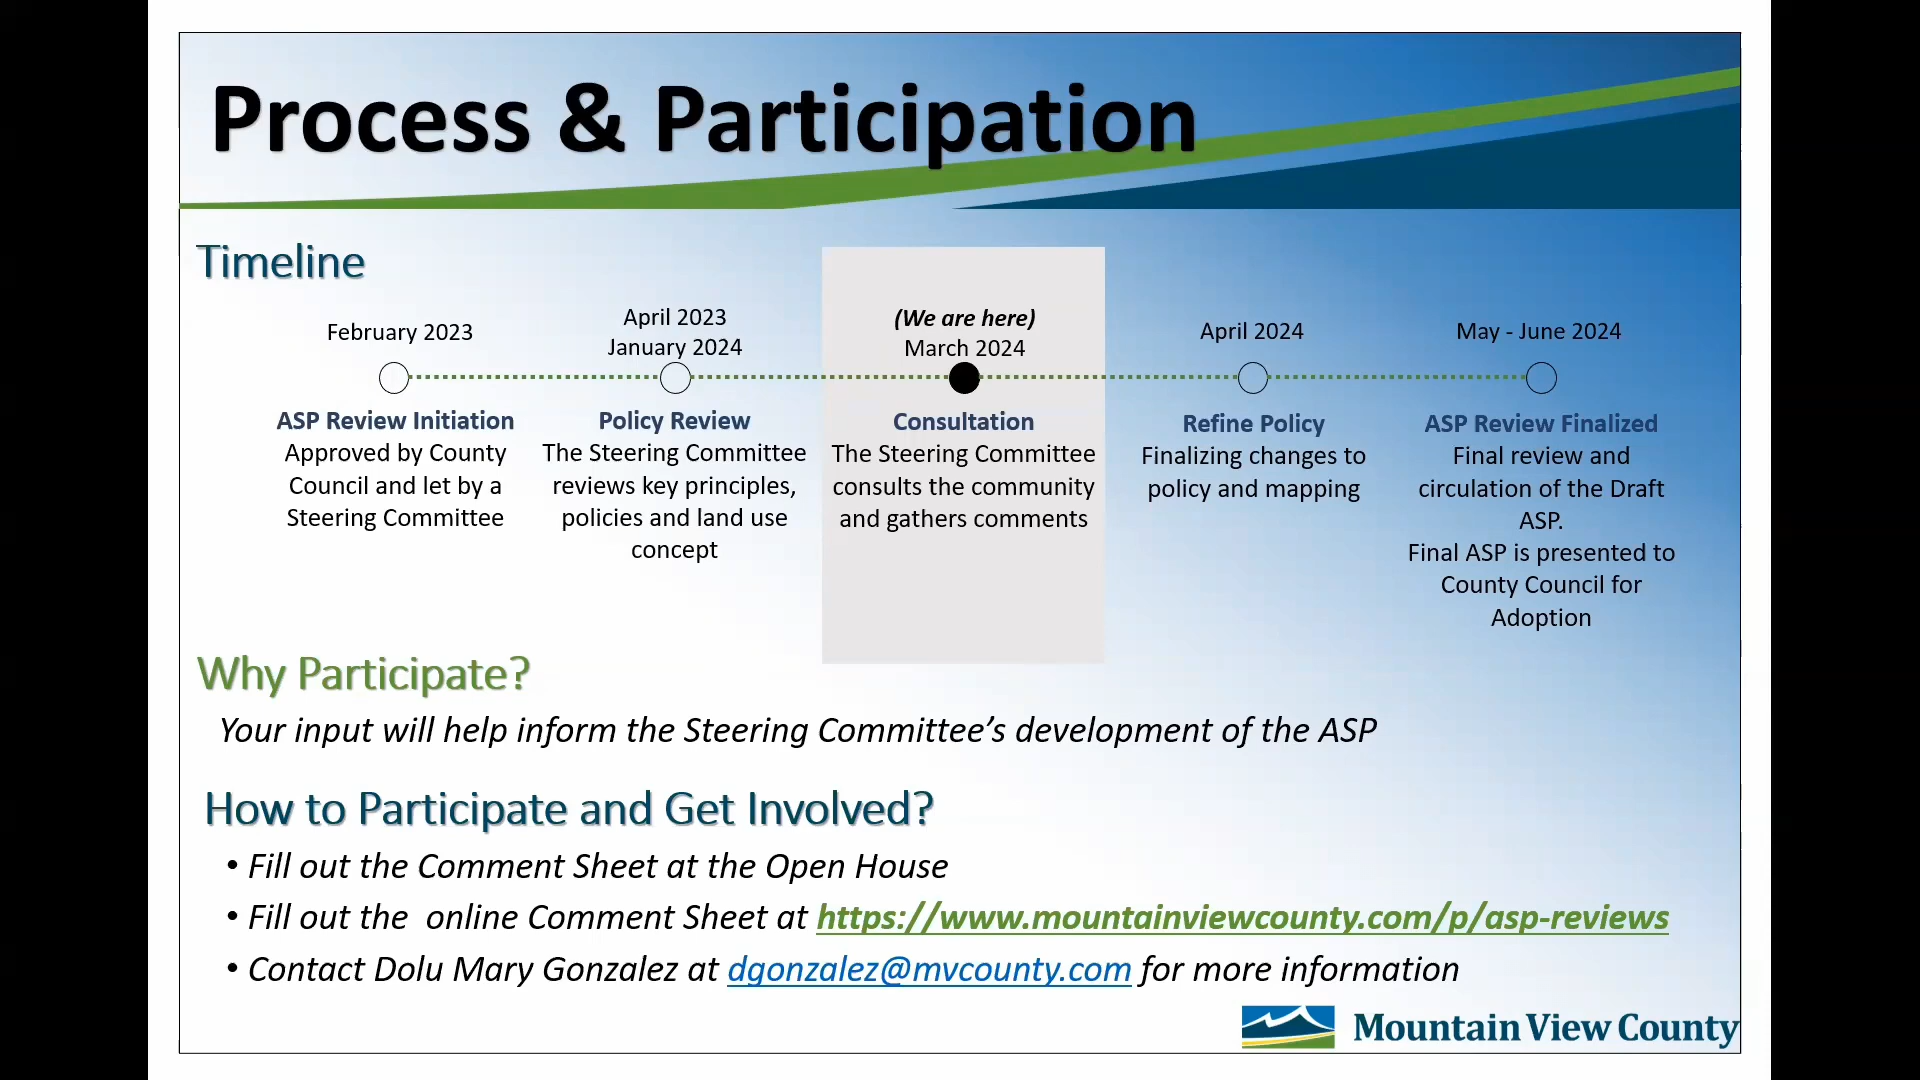 Process & Participation
Timeline
February 2023
ASP Review Initiation
Approved by County
Council and let by a
Steering Committee
April 2023
January 2024
Policy Review
The Steering Committee
reviews key principles,
policies and land use
concept
(We are here)
March 2024
Consultation
The Steering Committee
consults the community
and gathers comments
April 2024
Refine Policy
Finalizing changes to
policy and mapping
May - June 2024
ASP Review Finalized
Final review and
circulation of the Draft
ASP.
Final ASP is presented to
County Council for
Adoption
Why Participate?
Your input will help inform the Steering Committee’s development of the ASP
How to Participate and Get Involved?
• Fill out the Comment Sheet at the Open House
• Fill out the  online Comment Sheet at https://www.mountainviewcounty.com/p/asp-reviews
• Contact Dolu Mary Gonzalez at dgonzalez@mvcounty.com for more information
Mountain View County